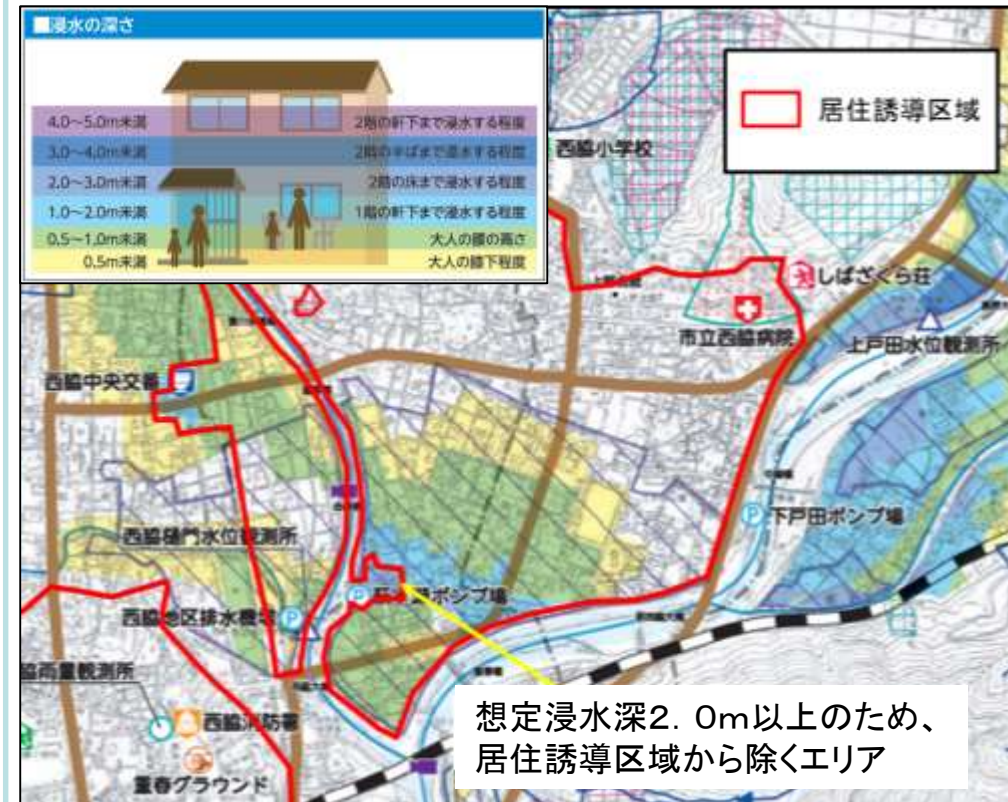 ■浸水の深さ
4.0～5.0m未満 2階の軒下まで浸水する程度
3.0～4.0m未満 2階の半ばまで浸水する程度
2.0～3.0m未満 2階の床まで浸水する程度
1.0～2.0m未満 1階の軒下まで浸水する程度
0.5～1.0m未満 大人の腰の高さ
0.5m未満 大人の膝下程度
居住誘導区域
西脇小学校
しばざくら荘
市立西脇病院
上戸田水位観測所
西脇中央交番
下戸田ポンプ場
西脇樋門水位観測所
ポンプ場
西脇地区排水機場
脇雨量観測所
西脇消防署
重春グラウンド
想定浸水深2．0m以上のため、
居住誘導区域から除くエリア